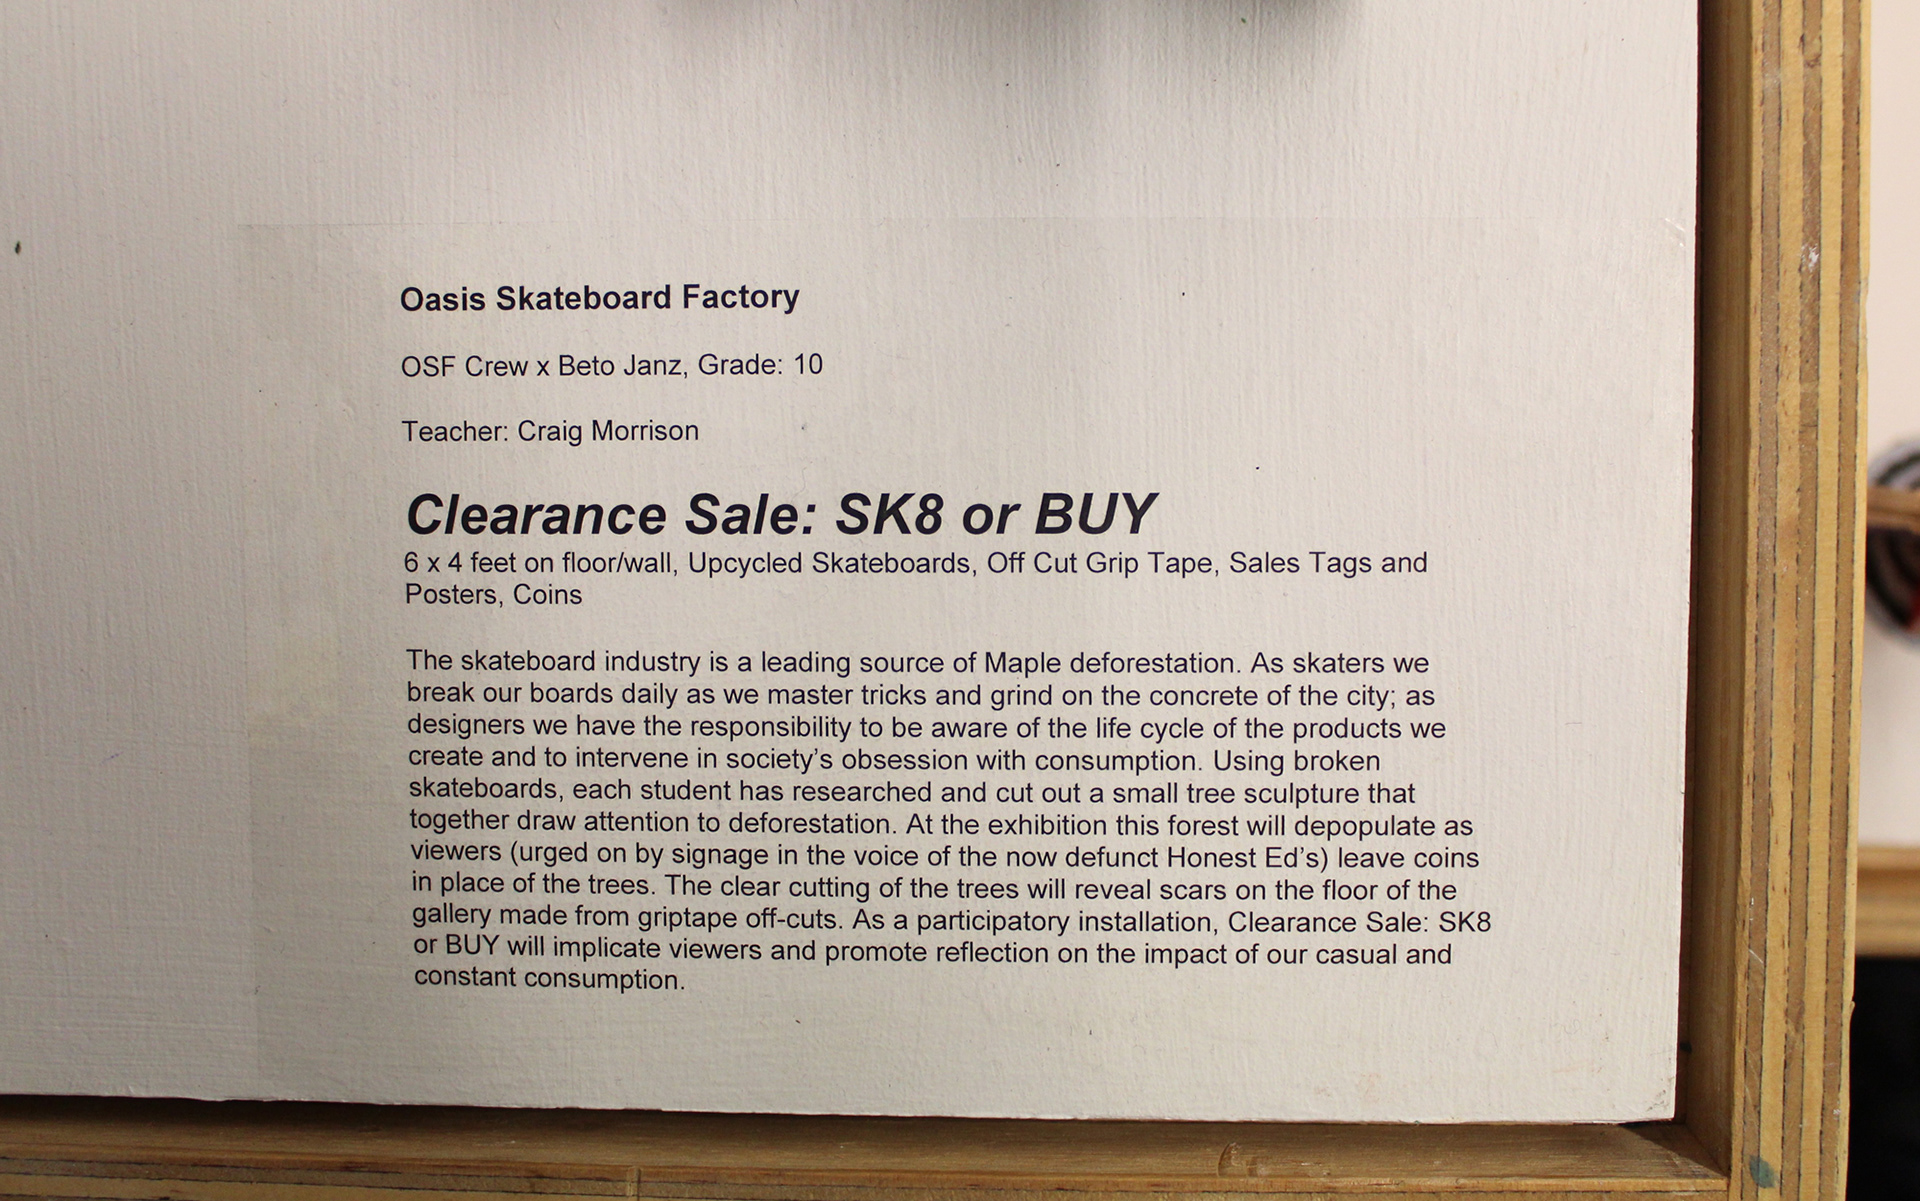 Oasis Skateboard Factory
OSF Crew x Beto Janz, Grade: 10
Teacher: Craig Morrison
Clearance Sale: SK8 or BUY
6 x 4 feet on floor/wall, Upcycled Skateboards, Off Cut Grip Tape, Sales Tags and
Posters, Coins
The skateboard industry is a leading source of Maple deforestation. As skaters we
break our boards daily as we master tricks and grind on the concrete of the city; as
designers we have the responsibility to be aware of the life cycle of the products we
create and to intervene in society’s obsession with consumption. Using broken
skateboards, each student has researched and cut out a small tree sculpture that
together draw attention to deforestation. At the exhibition this forest will depopulate as
viewers (urged on by signage in the voice of the now defunct Honest Ed’s) leave coins
in place of the trees. The clear cutting of the trees will reveal scars on the floor of the
gallery made from griptape off-cuts. As a participatory installation, Clearance Sale: SK8
or BUY will implicate viewers and promote reflection on the impact of our casual and
constant consumption.